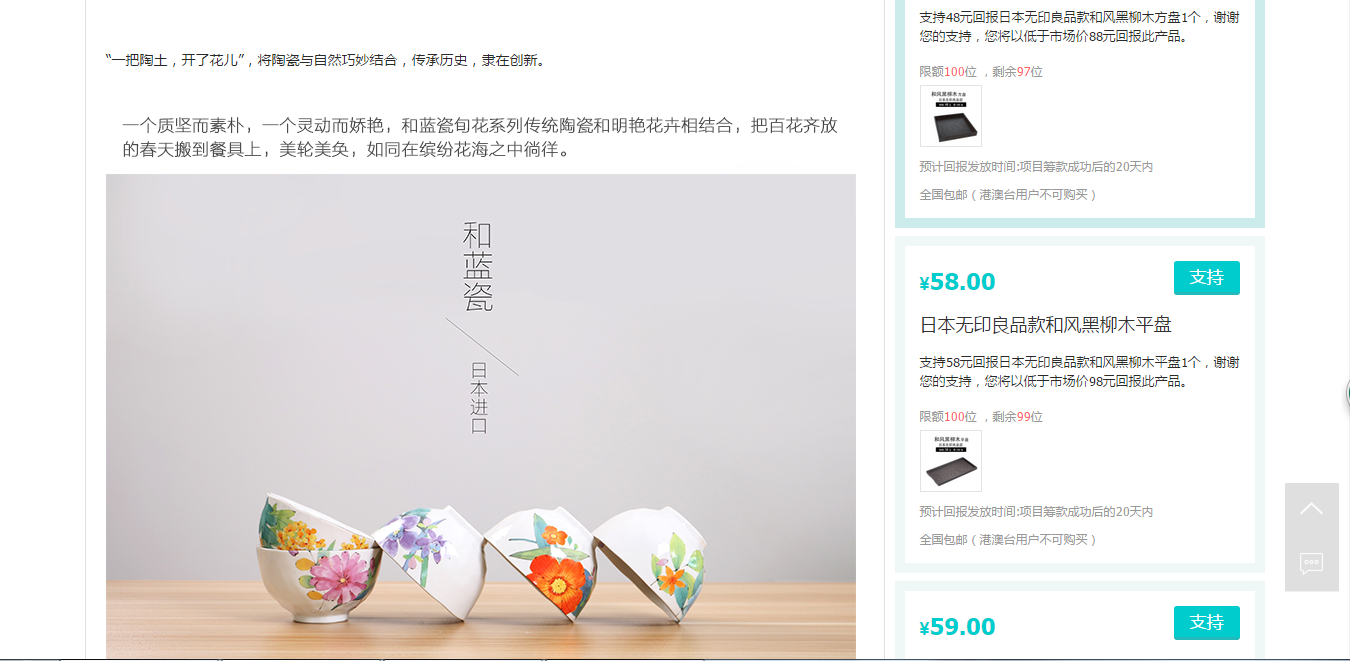 “一把陶土，开了花儿”，将陶瓷与自然巧妙结合，传承历史，隶在创新。
一个质坚而素朴，一个灵动而娇艳，和蓝瓷旬花系列传统陶瓷和明艳花卉相结合，把百花齐放
的春天搬到餐具上，美轮美奂，如同在缤纷花海之中徜徉。
和蓝瓷
日本进口
支持48元回报日本无印良品款和风黑柳木方盘1个，谢谢
您的支持，您将以低于市场价88元回报此产品。
限额100位 ，剩余97位
和风黑柳木方盘
预计回报发放时间:项目筹款成功后的20天内
全国包邮（港澳台用户不可购买）
¥58.00
支持
日本无印良品款和风黑柳木平盘
支持58元回报日本无印良品款和风黑柳木平盘1个，谢谢
您的支持，您将以低于市场价98元回报此产品。
限额100位 ，剩余99位
和风黑柳木平盘
预计回报发放时间:项目筹款成功后的20天内
全国包邮（港澳台用户不可购买）
¥59.00
支持